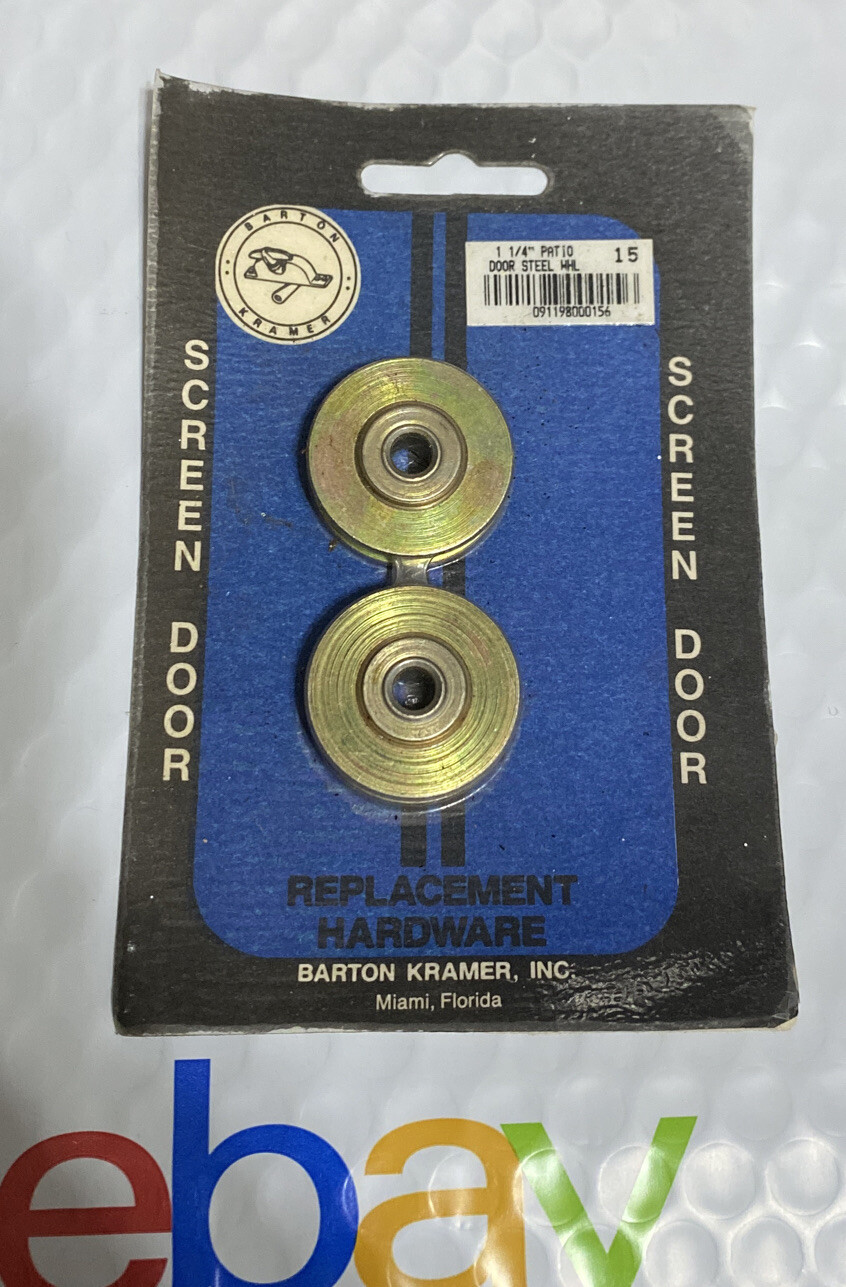 BARTON
KRAMER
1 1/4" PATIO 15
DOOR STEEL WHL
091198000156
SCREEN DOOR
SCREEN DOOR
REPLACEMENT
HARDWARE
BARTON KRAMER, INC.
Miami, Florida
ebay